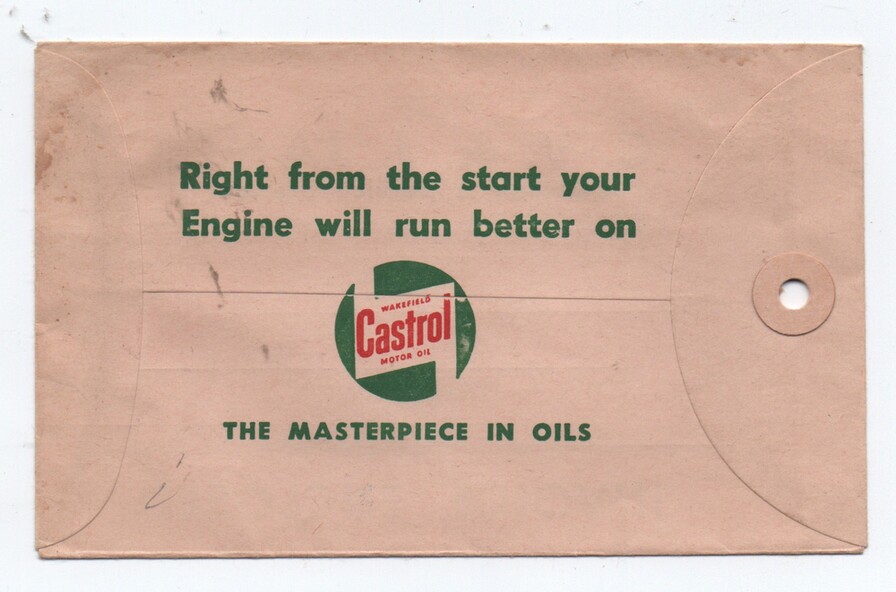 Right from the start your
Engine will run better on
WAKEFIELD
Castrol
MOTOR OIL
THE MASTERPIECE IN OILS